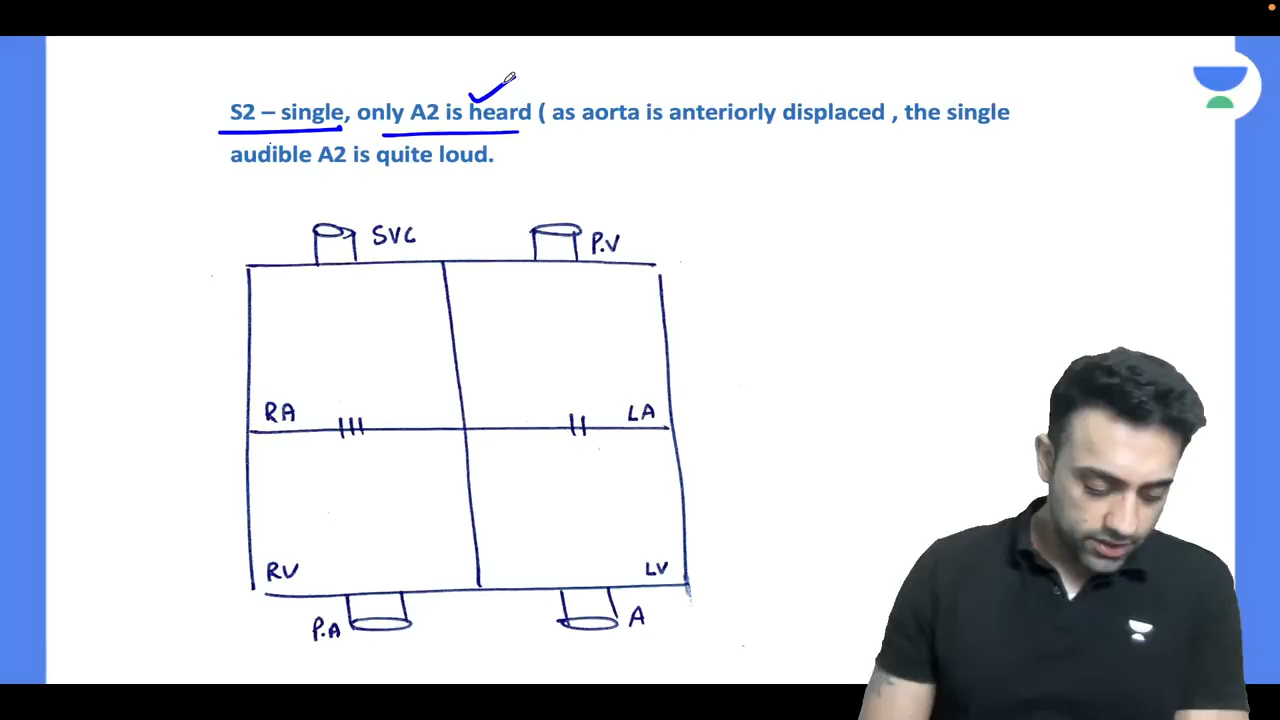 S2 – single, only A2 is heard ( as aorta is anteriorly displaced , the single
audible A2 is quite loud.
SVC
P.V
RA
LA
RV
LV
P.A
A